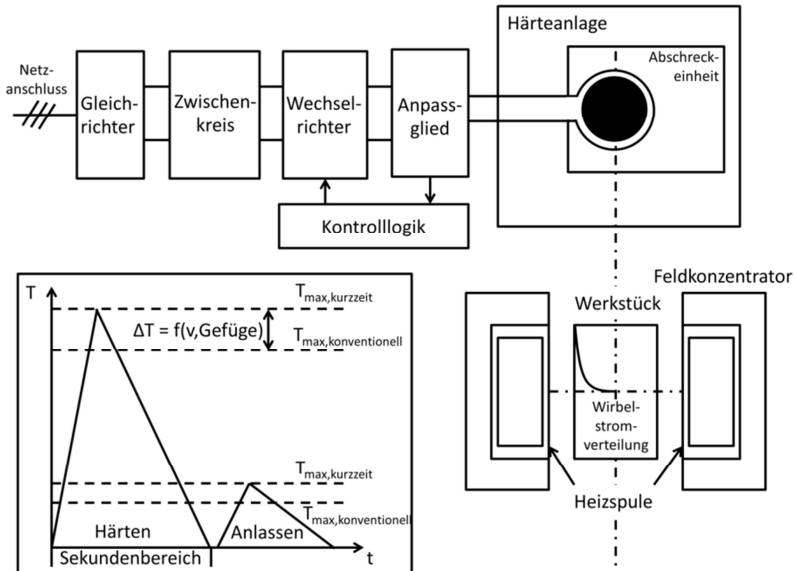 Härteanlage
Abschreck-
einheit
Netz-
anschluss
Gleich-
richter
Zwischen-
kreis
Wechsel-
richter
Anpass-
glied
Kontrolllogik
T
Tmax,kurzzeit
ΔT = f(v,Gefüge)
Tmax,konventionell
Tmax,kurzzeit
Tmax,konventionell
Härten
Anlassen
Sekundenbereich
t
Feldkonzentrator
Werkstück
Wirbel-
strom-
verteilung
Heizspule